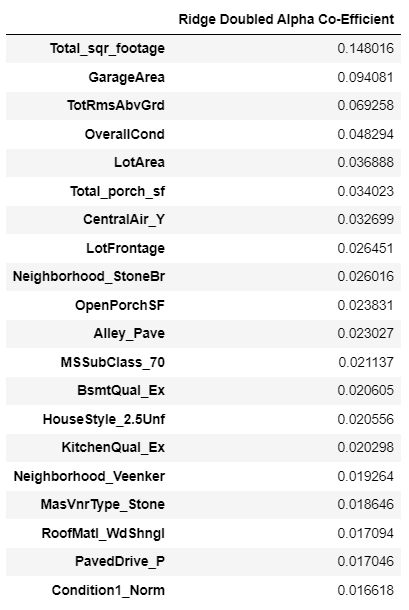 Ridge Doubled Alpha Co-Efficient
Total_sqr_footage 0.148016
GarageArea 0.094081
TotRmsAbvGrd 0.069258
OverallCond 0.048294
LotArea 0.036888
Total_porch_sf 0.034023
CentralAir_Y 0.032699
LotFrontage 0.026451
Neighborhood_StoneBr 0.026016
OpenPorchSF 0.023831
Alley_Pave 0.023027
MSSubClass_70 0.021137
BsmtQual_Ex 0.020605
HouseStyle_2.5Unf 0.020556
KitchenQual_Ex 0.020298
Neighborhood_Veenker 0.019264
MasVnrType_Stone 0.018646
RoofMatl_WdShngl 0.017094
PavedDrive_P 0.017046
Condition1_Norm 0.016618